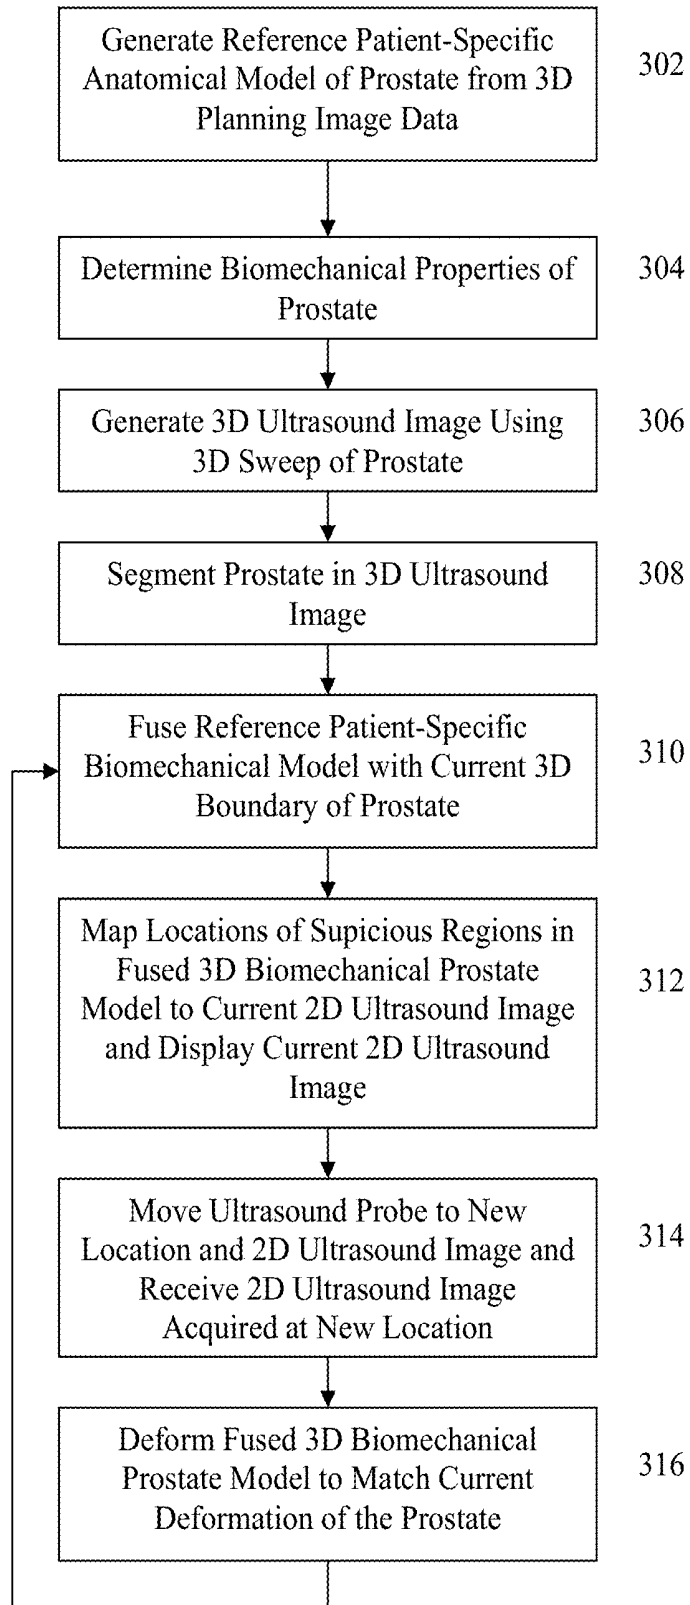 Generate Reference Patient-Specific
Anatomical Model of Prostate from 3D
Planning Image Data
302
Determine Biomechanical Properties of
Prostate
304
Generate 3D Ultrasound Image Using
3D Sweep of Prostate
306
Segment Prostate in 3D Ultrasound
Image
308
Fuse Reference Patient-Specific
Biomechanical Model with Current 3D
Boundary of Prostate
310
Map Locations of Supicious Regions in
Fused 3D Biomechanical Prostate
Model to Current 2D Ultrasound Image
and Display Current 2D Ultrasound
Image
312
Move Ultrasound Probe to New
Location and 2D Ultrasound Image and
Receive 2D Ultrasound Image
Acquired at New Location
314
Deform Fused 3D Biomechanical
Prostate Model to Match Current
Deformation of the Prostate
316